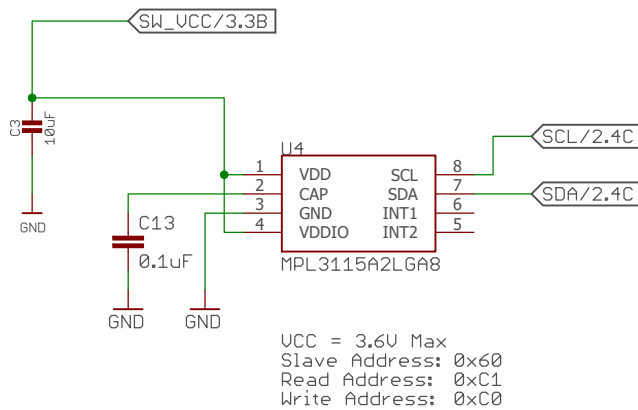 SW_VCC/3.3B
C3
10uF
GND
U4
1 VDD SCL 8
2 CAP SDA 7
3 GND INT1 6
4 VDDIO INT2 5
MPL3115A2LGA8
SCL/2.4C
SDA/2.4C
C13
0.1uF
GND
GND
VCC = 3.6V Max
Slave Address: 0x60
Read Address: 0xC1
Write Address: 0xC0